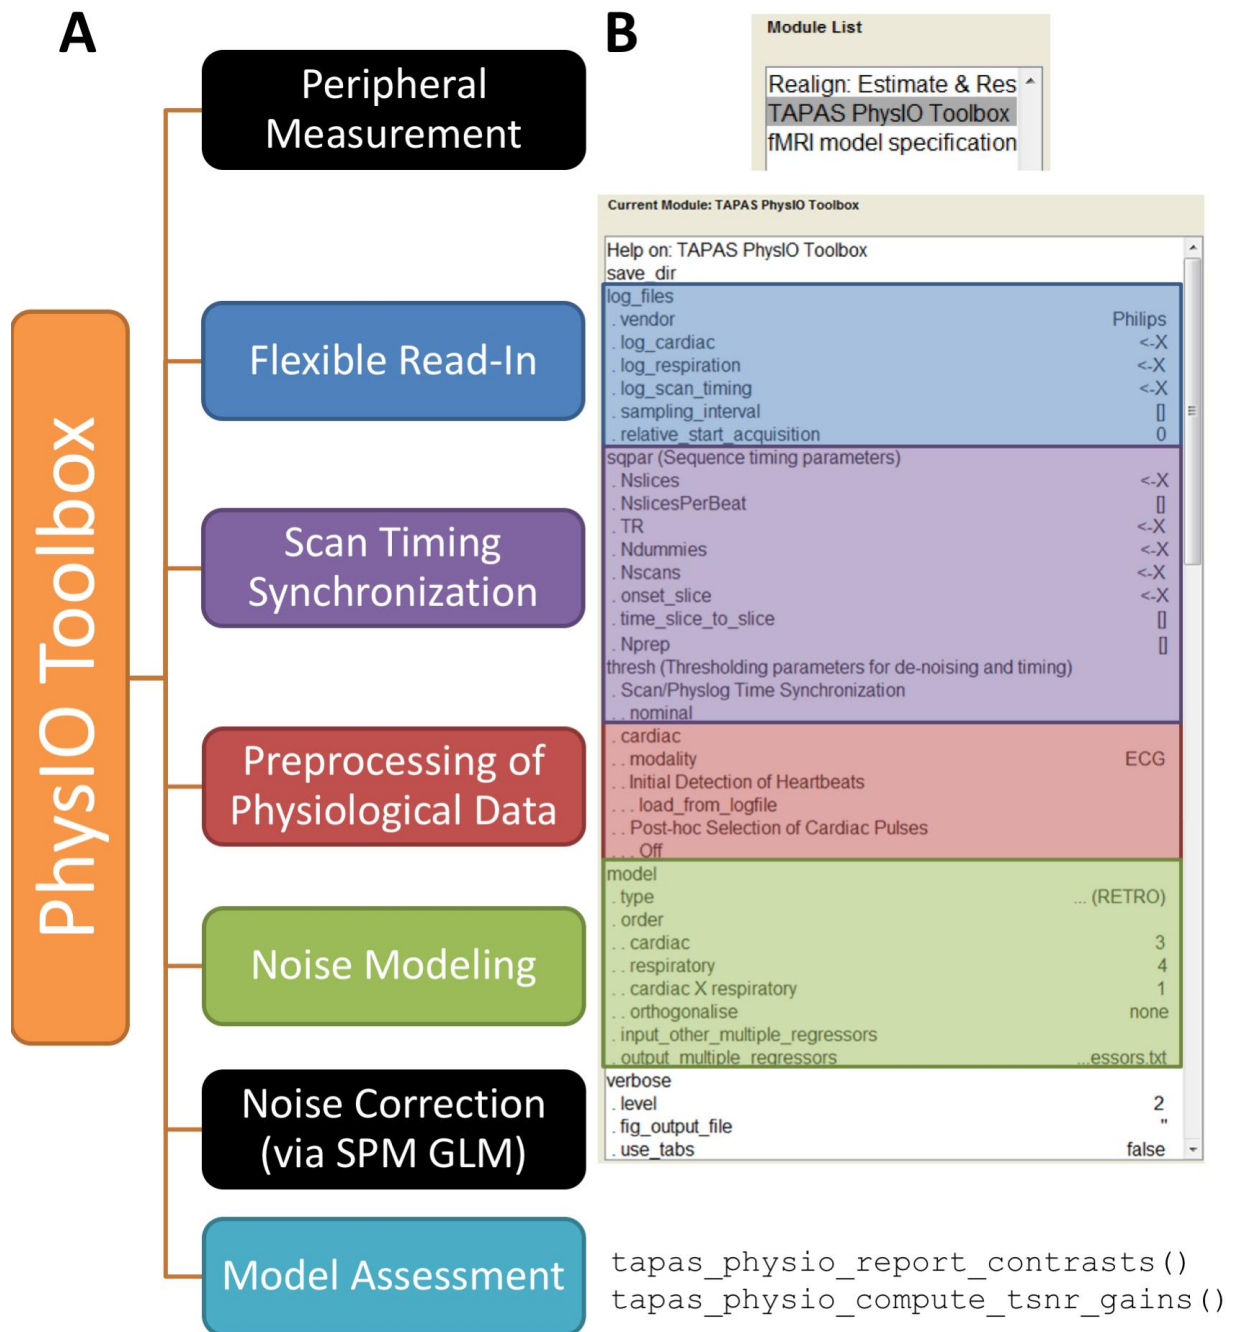 A
PhysIO Toolbox
Peripheral
Measurement
Flexible Read-In
Scan Timing
Synchronization
Preprocessing of
Physiological Data
Noise Modeling
Noise Correction
(via SPM GLM)
Model Assessment
B
Module List
Realign: Estimate & Res
TAPAS PhysIO Toolbox
fMRI model specification
Current Module: TAPAS PhysIO Toolbox
Help on: TAPAS PhysIO Toolbox
save_dir
log_files
. vendor Philips
. log_cardiac <-X
. log_respiration <-X
. log_scan_timing <-X
. sampling_interval []
. relative_start_acquisition 0
sqpar (Sequence timing parameters)
. Nslices <-X
. NslicesPerBeat []
. TR <-X
. Ndummies <-X
. Nscans <-X
. onset_slice <-X
. time_slice_to_slice []
. Nprep []
thresh (Thresholding parameters for de-noising and timing)
. Scan/Physlog Time Synchronization
. . nominal
. cardiac
. . modality ECG
. . Initial Detection of Heartbeats
. . . load_from_logfile
. . Post-hoc Selection of Cardiac Pulses
. . . Off
model
. type ... (RETRO)
. order
. . cardiac 3
. . respiratory 4
. . cardiac X respiratory 1
. . orthogonalise none
. input_other_multiple_regressors
. output_multiple_regressors ...essors.txt
verbose
. level 2
. fig_output_file ''
. use_tabs false
tapas_physio_report_contrasts()
tapas_physio_compute_tsnr_gains()